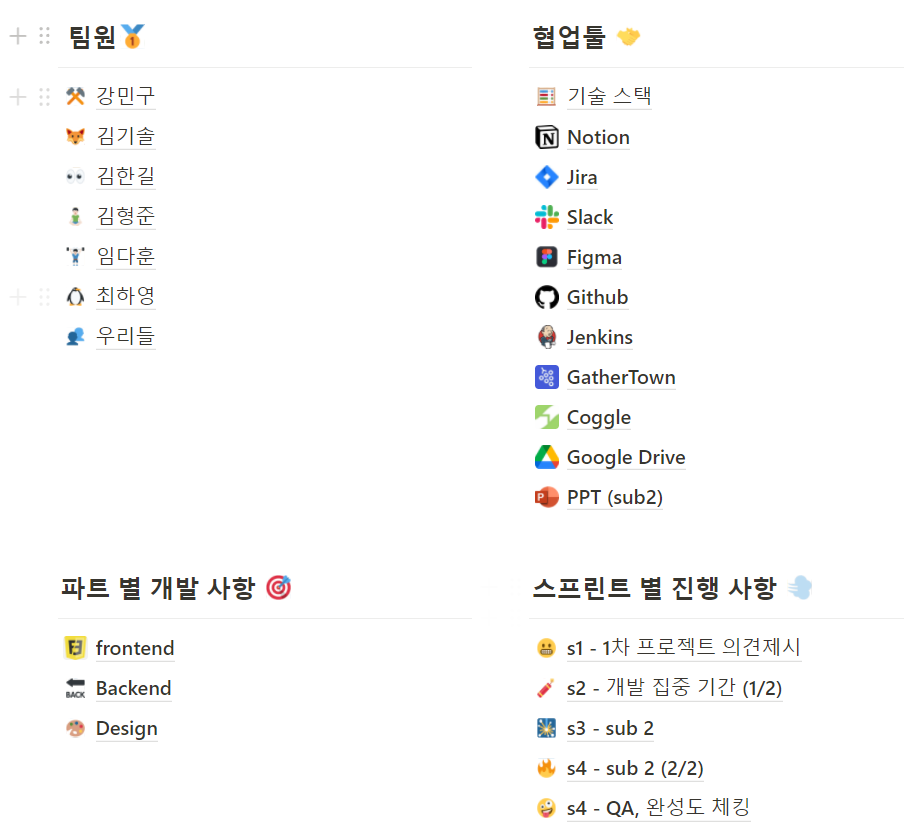 팀원🥇
강민구
김기솔
김한길
김형준
임다훈
최하영
우리들
협업툴 🤝
기술 스택
Notion
Jira
Slack
Figma
Github
Jenkins
GatherTown
Coggle
Google Drive
PPT (sub2)
파트 별 개발 사항 🎯
frontend
Backend
Design
스프린트 별 진행 사항 💨
s1 - 1차 프로젝트 의견제시
s2 - 개발 집중 기간 (1/2)
s3 - sub 2
s4 - sub 2 (2/2)
s4 - QA, 완성도 체킹